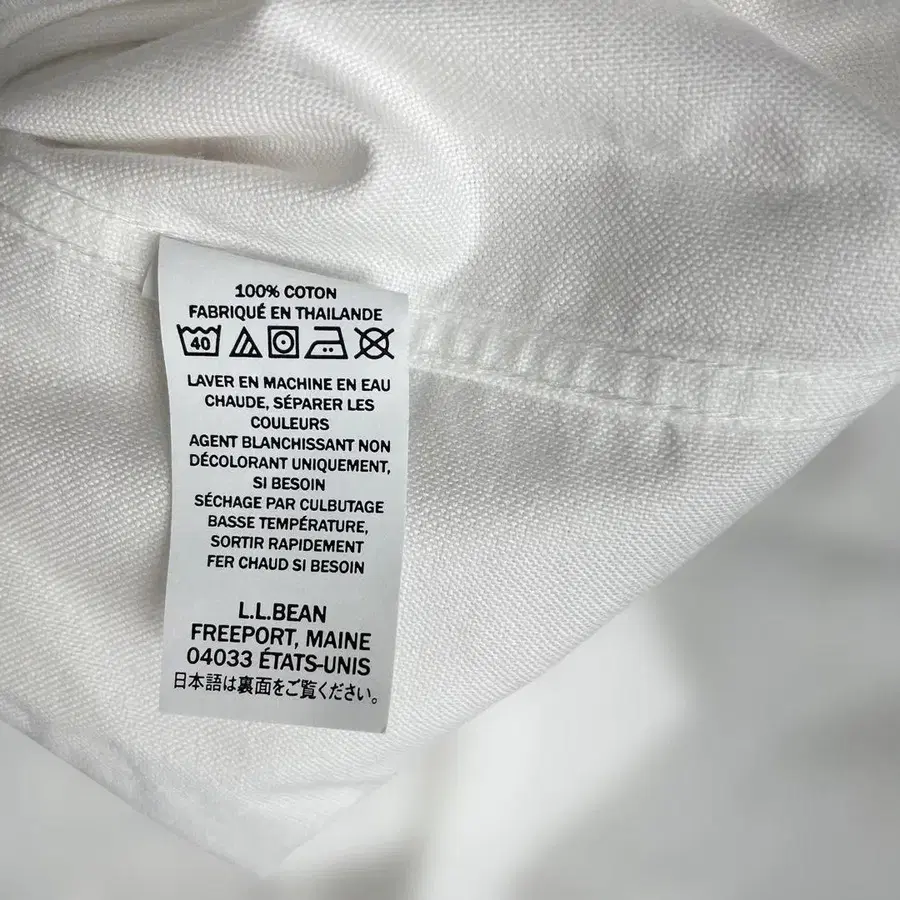 100% COTON
FABRIQUÉ EN THAILANDE
40
LAVER EN MACHINE EN EAU
CHAUDE, SÉPARER LES
COULEURS
AGENT BLANCHISSANT NON
DÉCOLORANT UNIQUEMENT,
SI BESOIN
SÉCHAGE PAR CULBUTAGE
BASSE TEMPÉRATURE,
SORTIR RAPIDEMENT
FER CHAUD SI BESOIN
L.L.BEAN
FREEPORT, MAINE
04033 ÉTATS-UNIS
日本語は裏面をご覧ください。